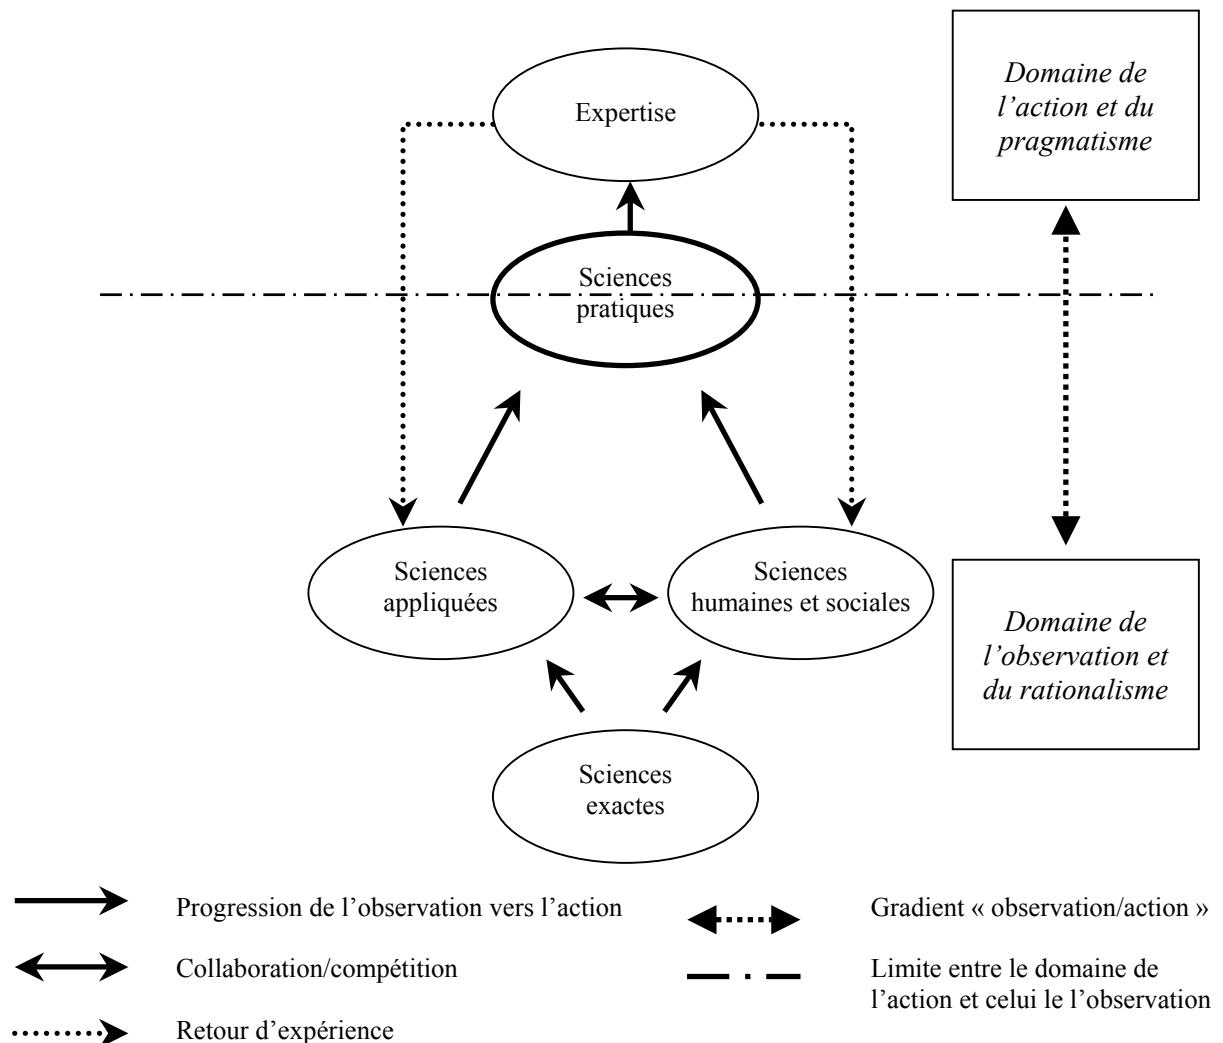 Expertise
Domaine de
l’action et du
pragmatisme
Sciences
pratiques
Sciences
appliquées
Sciences
humaines et sociales
Domaine de
l’observation et
du rationalisme
Sciences
exactes
Progression de l’observation vers l’action
Collaboration/compétition
Retour d’expérience
Gradient « observation/action »
Limite entre le domaine de
l’action et celui le l’observation